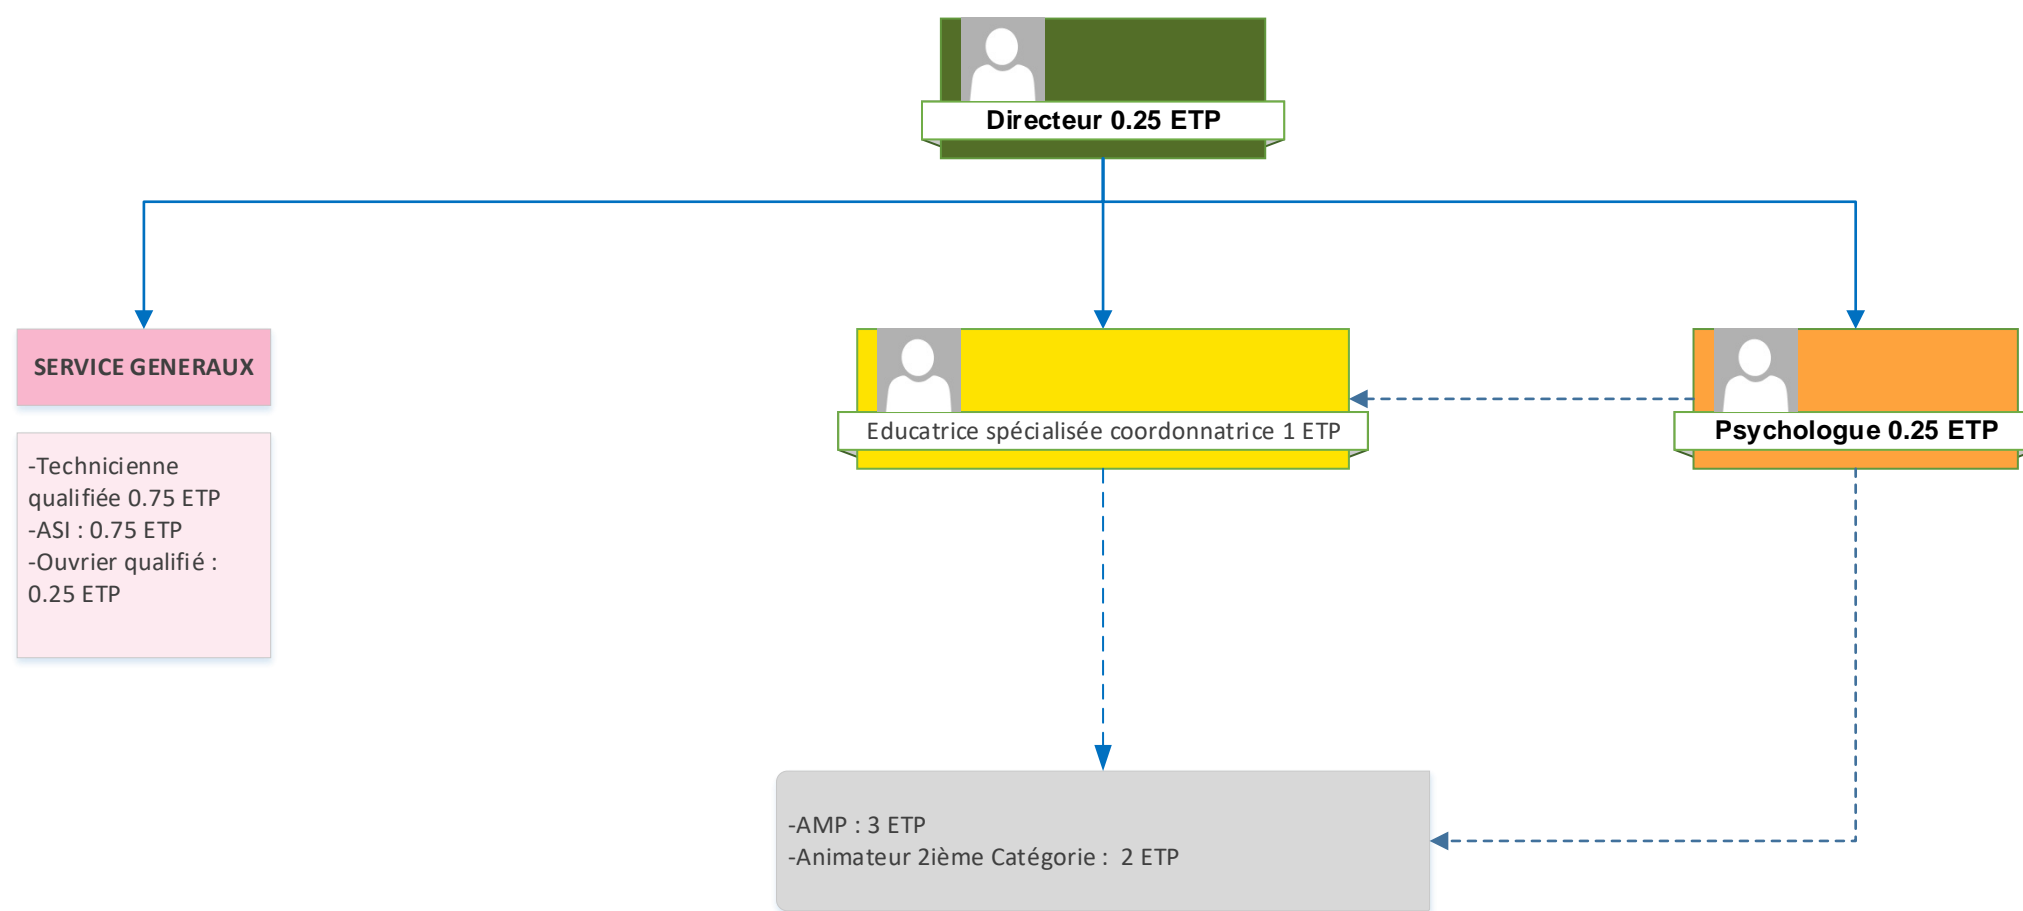 Directeur 0.25 ETP
SERVICE GENERAUX
-Technicienne
qualifiée 0.75 ETP
-ASI : 0.75 ETP
-Ouvrier qualifié :
0.25 ETP
Educatrice spécialisée coordonnatrice 1 ETP
Psychologue 0.25 ETP
-AMP : 3 ETP
-Animateur 2ième Catégorie :  2 ETP